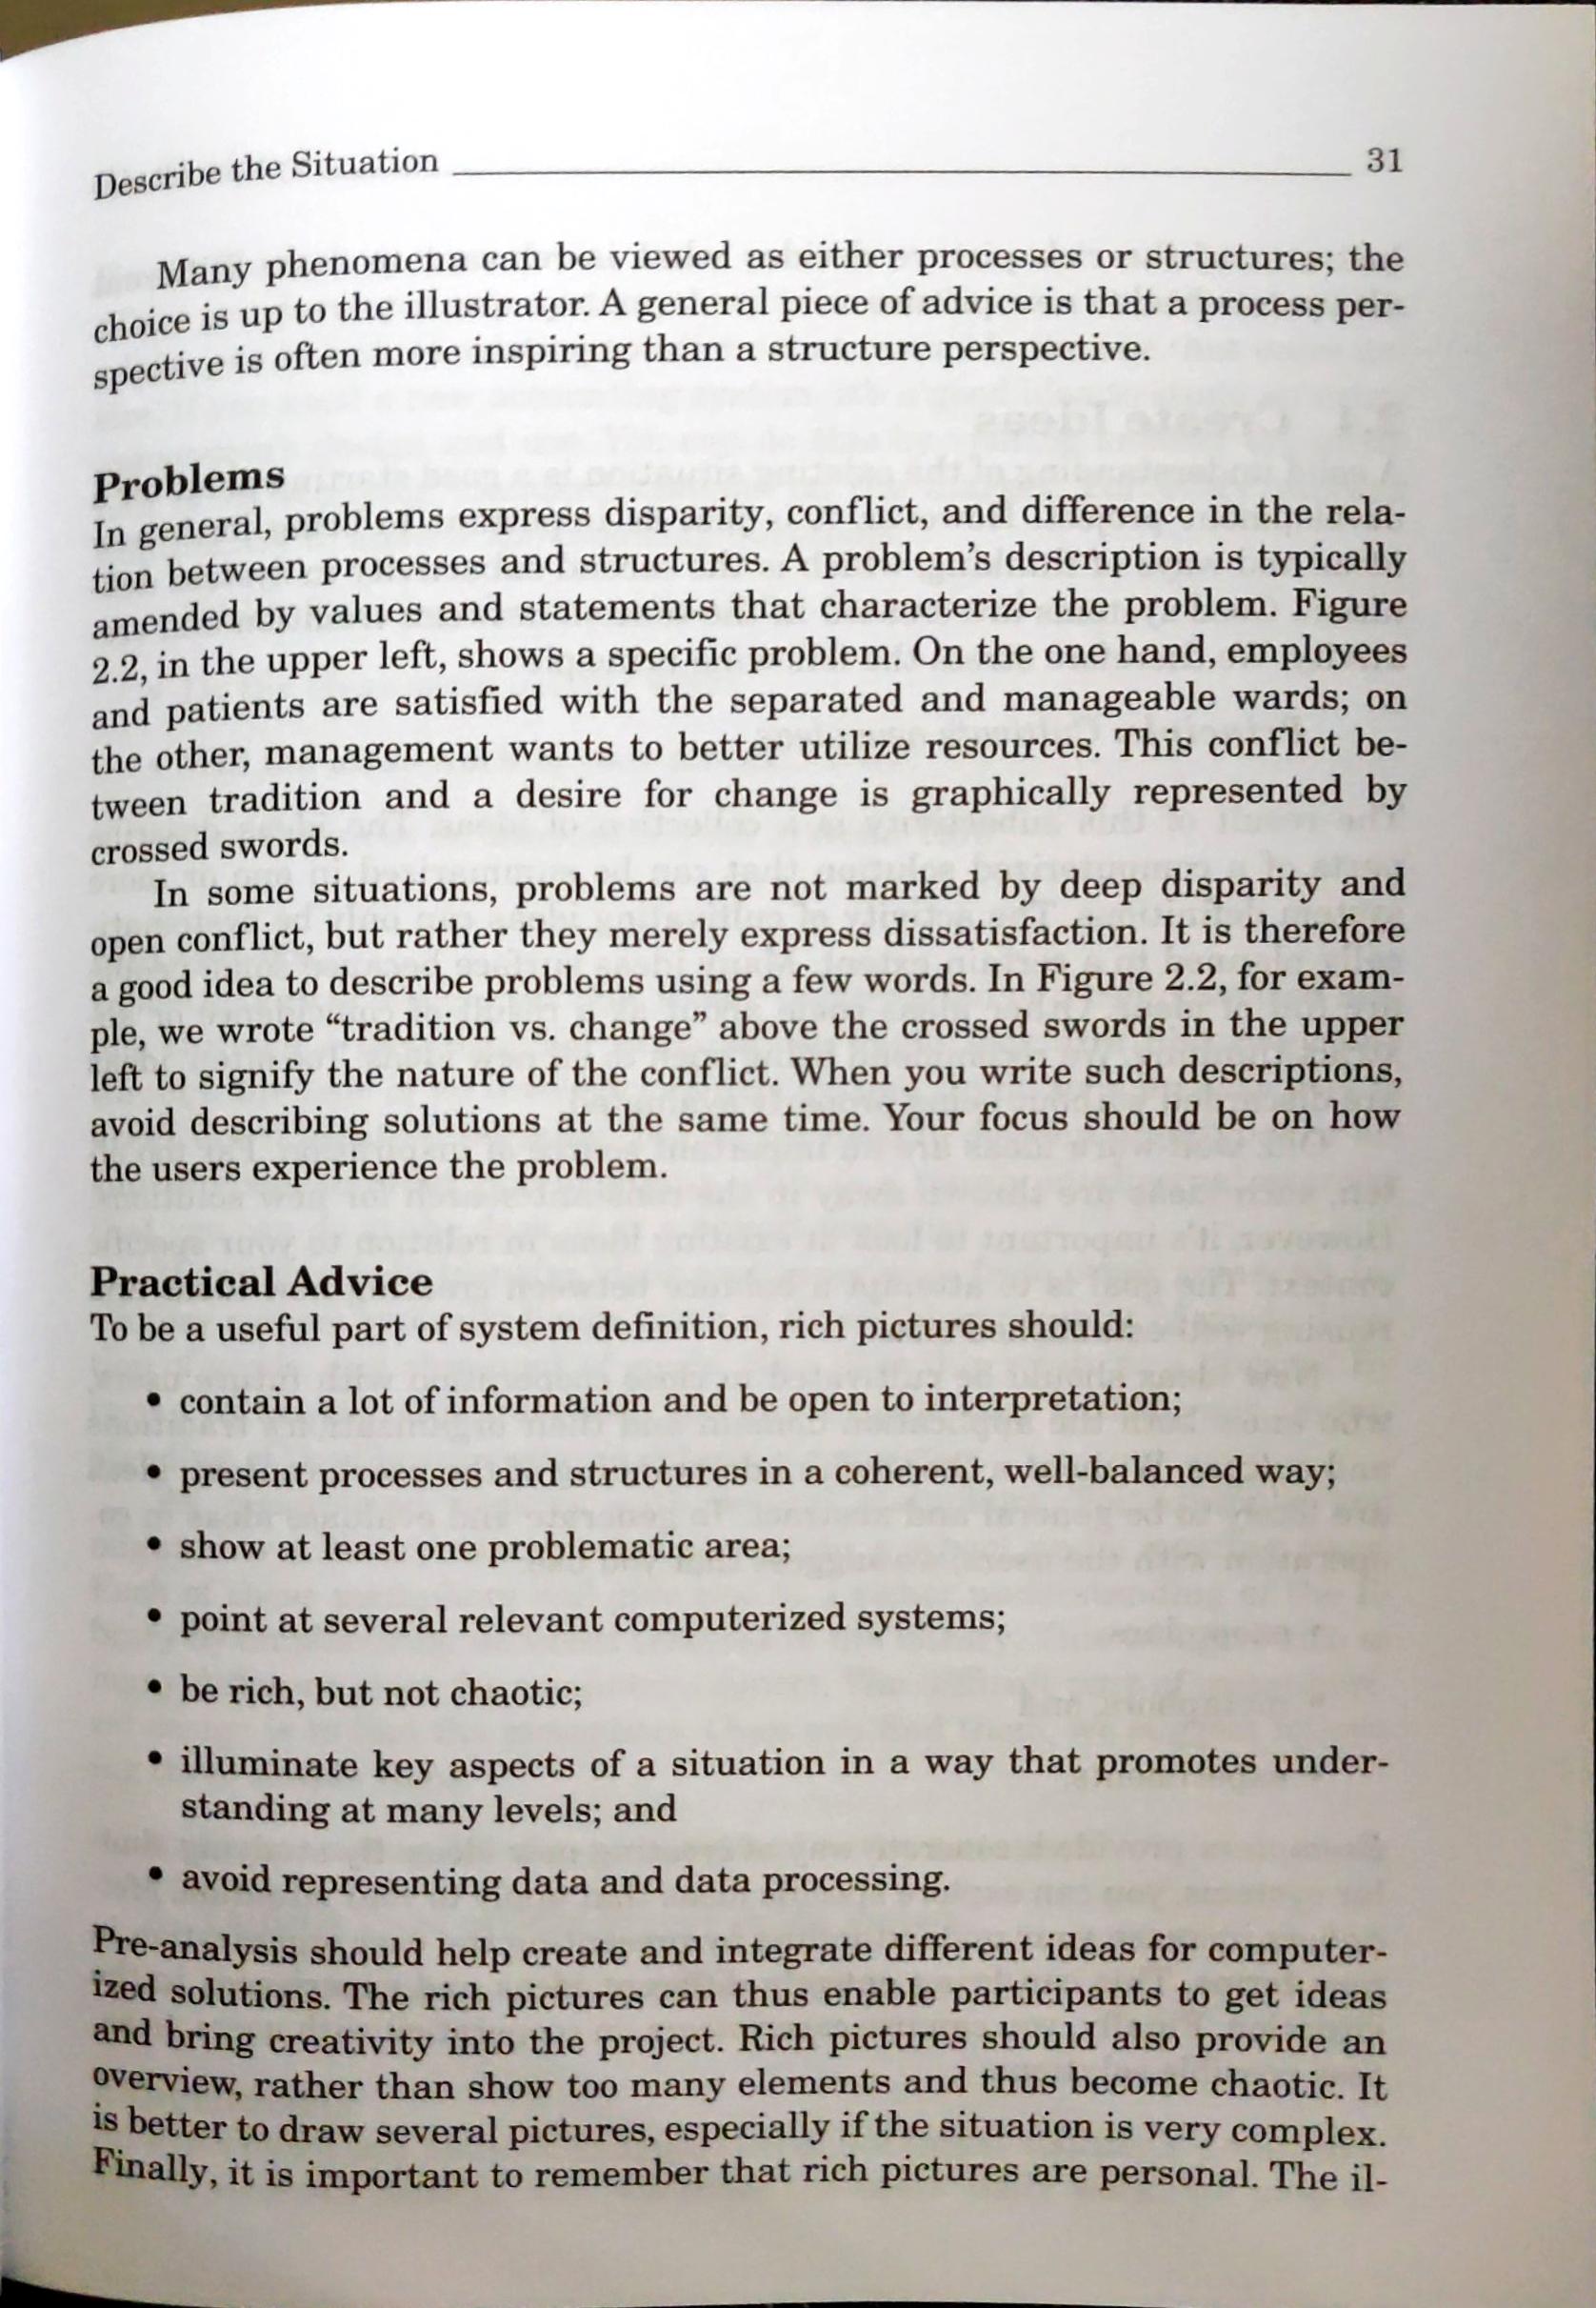 Describe the Situation 31
Many phenomena can be viewed as either processes or structures; the
choice is up to the illustrator. A general piece of advice is that a process per-
spective is often more inspiring than a structure perspective.
Problems
In general, problems express disparity, conflict, and difference in the rela-
tion between processes and structures. A problem's description is typically
amended by values and statements that characterize the problem. Figure
2.2, in the upper left, shows a specific problem. On the one hand, employees
and patients are satisfied with the separated and manageable wards; on
the other, management wants to better utilize resources. This conflict be-
tween tradition and a desire for change is graphically represented by
crossed swords.
In some situations, problems are not marked by deep disparity and
open conflict, but rather they merely express dissatisfaction. It is therefore
a good idea to describe problems using a few words. In Figure 2.2, for exam-
ple, we wrote “tradition vs. change” above the crossed swords in the upper
left to signify the nature of the conflict. When you write such descriptions,
avoid describing solutions at the same time. Your focus should be on how
the users experience the problem.
Practical Advice
To be a useful part of system definition, rich pictures should:
• contain a lot of information and be open to interpretation;
• present processes and structures in a coherent, well-balanced way;
• show at least one problematic area;
• point at several relevant computerized systems;
• be rich, but not chaotic;
• illuminate key aspects of a situation in a way that promotes under-
standing at many levels; and
• avoid representing data and data processing.
Pre-analysis should help create and integrate different ideas for computer-
ized solutions. The rich pictures can thus enable participants to get ideas
and bring creativity into the project. Rich pictures should also provide an
overview, rather than show too many elements and thus become chaotic. It
is better to draw several pictures, especially if the situation is very complex.
Finally, it is important to remember that rich pictures are personal. The il-